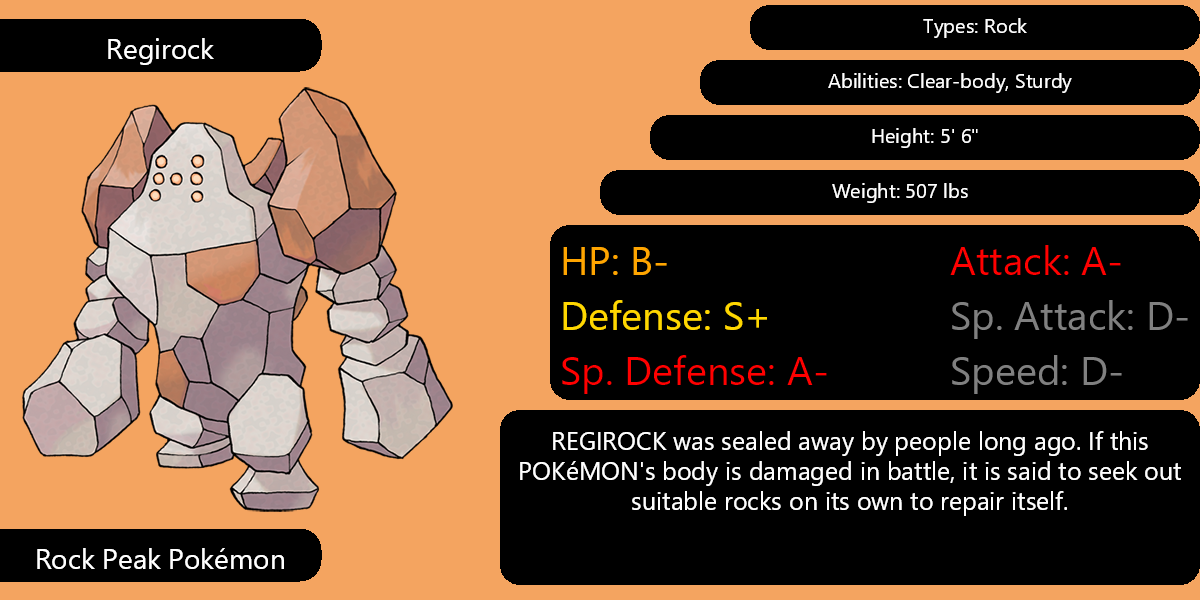 Regirock
Types: Rock
Abilities: Clear-body, Sturdy
Height: 5' 6"
Weight: 507 lbs
HP: B-
Attack: A-
Defense: S+
Sp. Attack: D-
Sp. Defense: A-
Speed: D-
REGIROCK was sealed away by people long ago. If this
POKéMON's body is damaged in battle, it is said to seek out
suitable rocks on its own to repair itself.
Rock Peak Pokémon